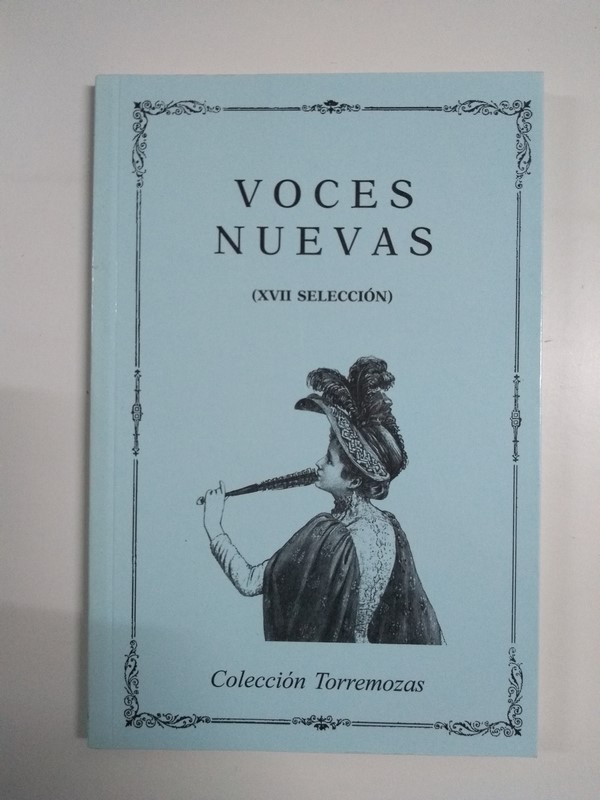 VOCES
NUEVAS
(XVII SELECCIÓN)
Colección Torremozas